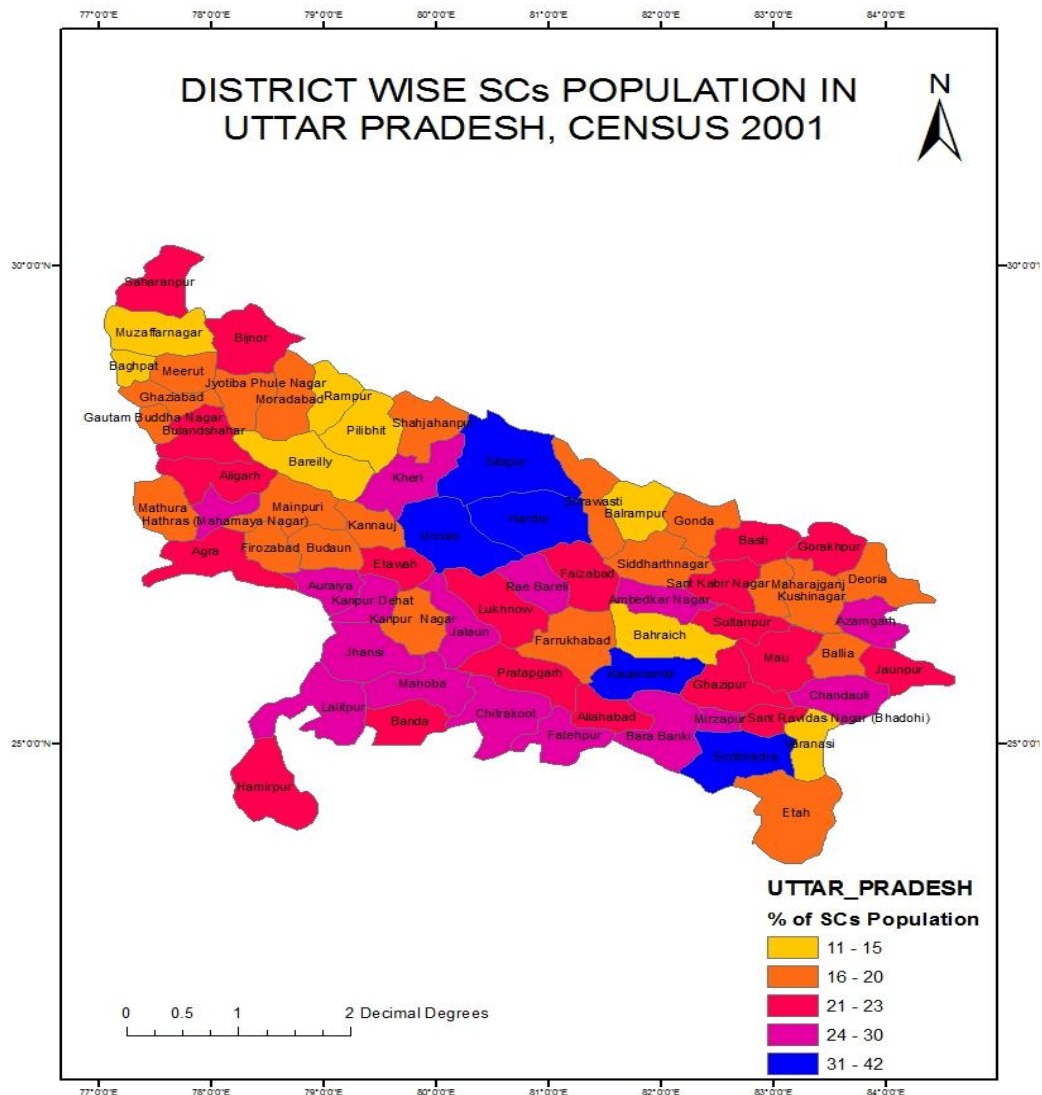 77°0'0"E 78°0'0"E 79°0'0"E 80°0'0"E 81°0'0"E 82°0'0"E 83°0'0"E 84°0'0"E
DISTRICT WISE SCs POPULATION IN
UTTAR PRADESH, CENSUS 2001
N
30°0'0"N 30°0'0"N
Saharanpur
Muzaffarnagar
Bijnor
Baghpat
Meerut
Jyotiba Phule Nagar
Ghaziabad
Moradabad
Rampur
Gautam Buddha Nagar
Bulandshahar
Pilibhit
Shahjahanpur
Bareilly
Sitapur
Aligarh
Kheri
Mathura
Mainpuri
Hathras (Mahamaya Nagar)
Kannauj
Hardoi
Unnao
Srawasti
Balrampur
Gonda
Agra
Firozabad
Budaun
Etawah
Basti
Gorakhpur
Siddharthnagar
Auraiya
Rae Bareli
Faizabad
Sant Kabir Nagar
Maharajganj
Deoria
Kanpur Dehat
Lukhnow
Ambedkar Nagar
Kushinagar
Kanpur Nagar
Jalaun
Sultanpur
Azamgarh
Jhansi
Farrukhabad
Bahraich
Mau
Ballia
Jaunpur
Mahoba
Pratapgarh
Kaushambi
Ghazipur
Chandauli
Lalitpur
Banda
Chitrakoot
Allahabad
Mirzapur
Sant Ravidas Nagar (Bhadohi)
Fatehpur
Bara Banki
Varanasi
25°0'0"N 25°0'0"N
Sonbhadra
Hamirpur
Etah
UTTAR_PRADESH
% of SCs Population
11 - 15
16 - 20
21 - 23
24 - 30
31 - 42
0 0.5 1 2 Decimal Degrees
77°0'0"E 78°0'0"E 79°0'0"E 80°0'0"E 81°0'0"E 82°0'0"E 83°0'0"E 84°0'0"E